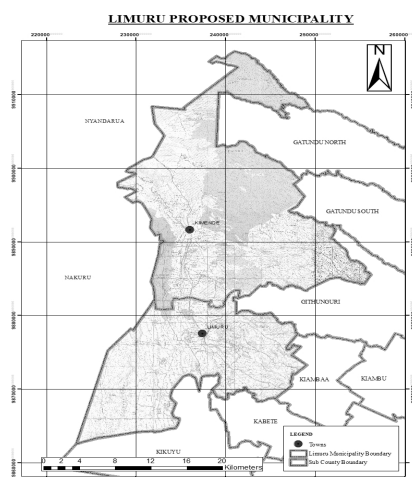 LIMURU PROPOSED MUNICIPALITY
220000 230000 240000 250000 260000
N
NYANDARUA
GATUNDU NORTH
GATUNDU SOUTH
KIMENDE
NAKURU
GITHUNGURI
LIMURU
KIAMBAA
KIAMBU
KABETE
KIKUYU
LEGEND
Towns
Limuru Municipality Boundary
Sub County Boundary
0 2 4 8 12 16 20
Kilometers